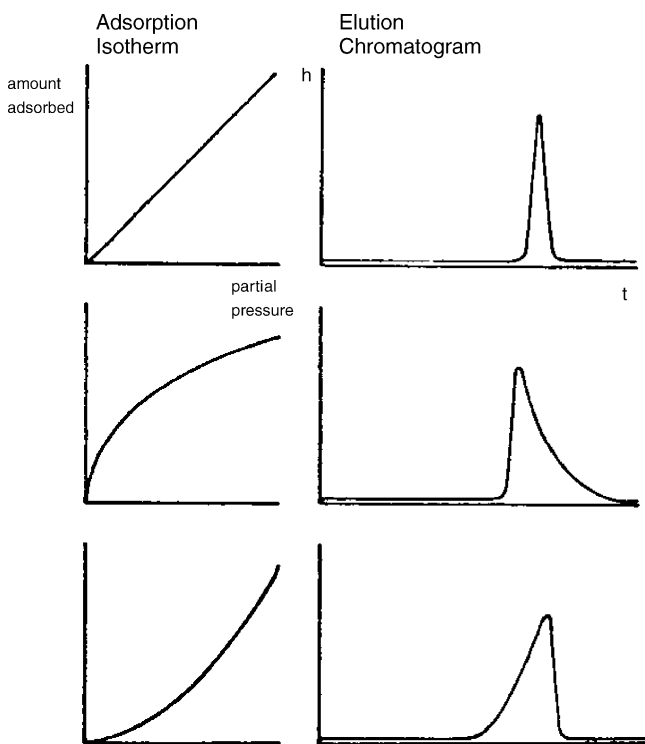 Adsorption
Isotherm
Elution
Chromatogram
amount
adsorbed
h
partial
pressure
t